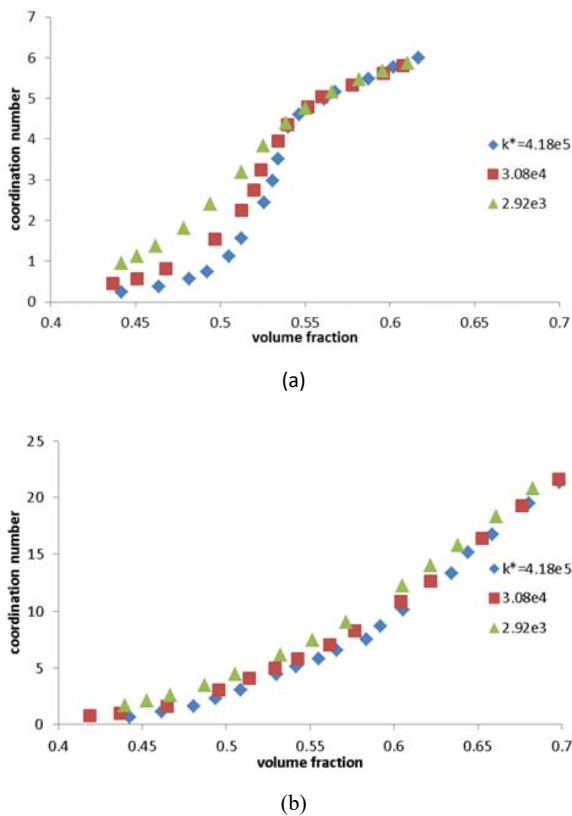 7
6
5
4
3
2
1
0
coordination number
0.4 0.45 0.5 0.55 0.6 0.65 0.7
volume fraction
k*=4.18e5
3.08e4
2.92e3
(a)
25
20
15
10
5
0
coordination number
0.4 0.45 0.5 0.55 0.6 0.65 0.7
volume fraction
k*=4.18e5
3.08e4
2.92e3
(b)